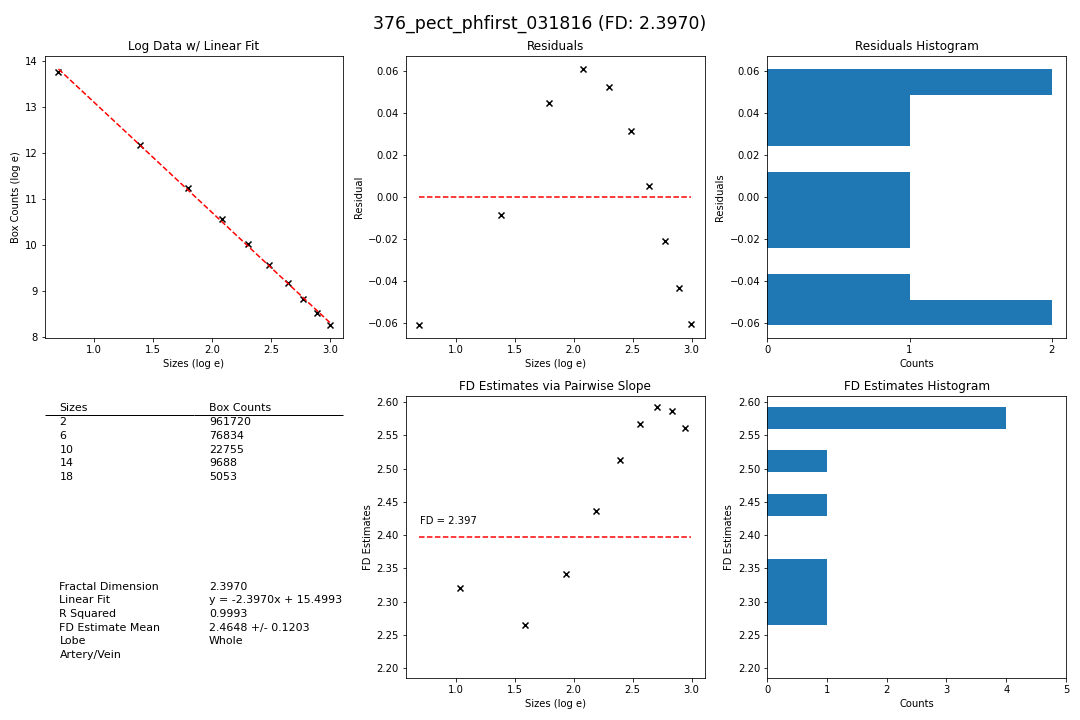 376_pect_phfirst_031816 (FD: 2.3970)
Log Data w/ Linear Fit
14
13
12
11
10
9
8
Box Counts (log e)
1.0 1.5 2.0 2.5 3.0
Sizes (log e)
Residuals
0.06
0.04
0.02
0.00
−0.02
−0.04
−0.06
Residual
1.0 1.5 2.0 2.5 3.0
Sizes (log e)
Residuals Histogram
0.06
0.04
0.02
0.00
−0.02
−0.04
−0.06
Residuals
0 1 2
Counts
Sizes Box Counts
2 961720
6 76834
10 22755
14 9688
18 5053
Fractal Dimension 2.3970
Linear Fit y = -2.3970x + 15.4993
R Squared 0.9993
FD Estimate Mean 2.4648 +/- 0.1203
Lobe Whole
Artery/Vein
FD Estimates via Pairwise Slope
2.60
2.55
2.50
2.45
2.40
2.35
2.30
2.25
2.20
FD Estimates
FD = 2.397
1.0 1.5 2.0 2.5 3.0
Sizes (log e)
FD Estimates Histogram
2.60
2.55
2.50
2.45
2.40
2.35
2.30
2.25
2.20
FD Estimates
0 1 2 3 4 5
Counts